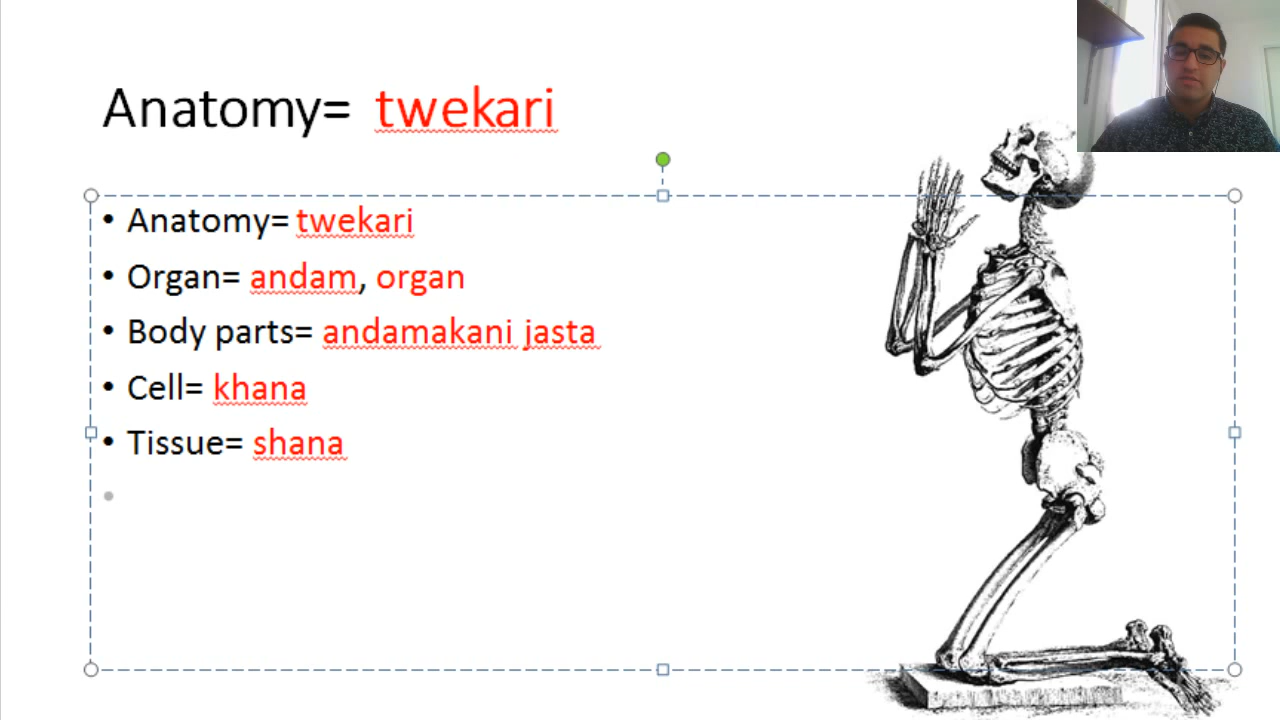 Anatomy= twekari
• Anatomy= twekari
• Organ= andam, organ
• Body parts= andamakani jasta
• Cell= khana
• Tissue= shana
•